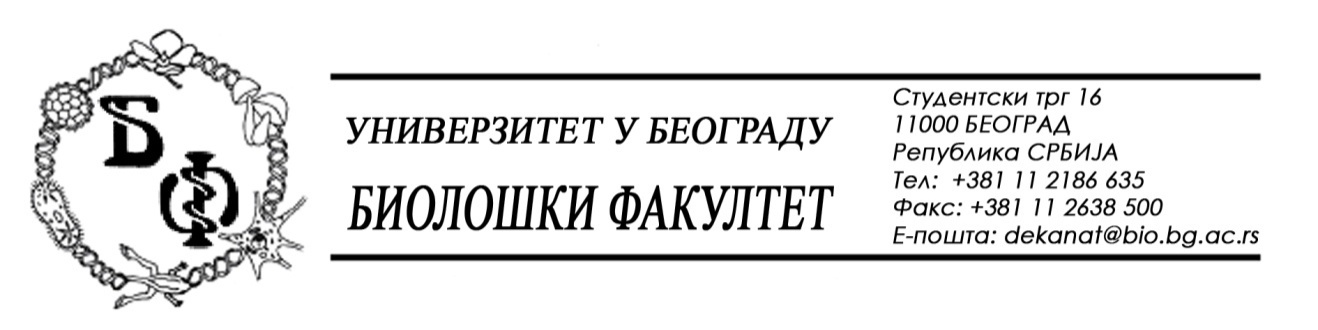 БФ
УНИВЕРЗИТЕТ У БЕОГРАДУ
БИОЛОШКИ ФАКУЛТЕТ
Студентски трг 16
11000 БЕОГРАД
Република СРБИЈА
Тел: +381 11 2186 635
Факс: +381 11 2638 500
Е-пошта: dekanat@bio.bg.ac.rs